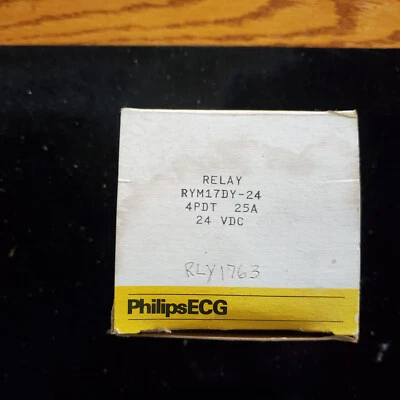 RELAY
RYM17DY-24
4PDT 25A
24 VDC
RLY1763
PhilipsECG